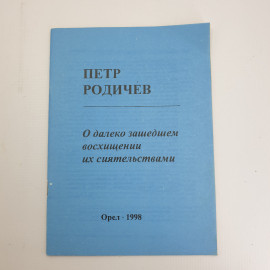 ПЕТР
РОДИЧЕВ
О далеко зашедшем
восхищении
их сиятельствами
Орел · 1998